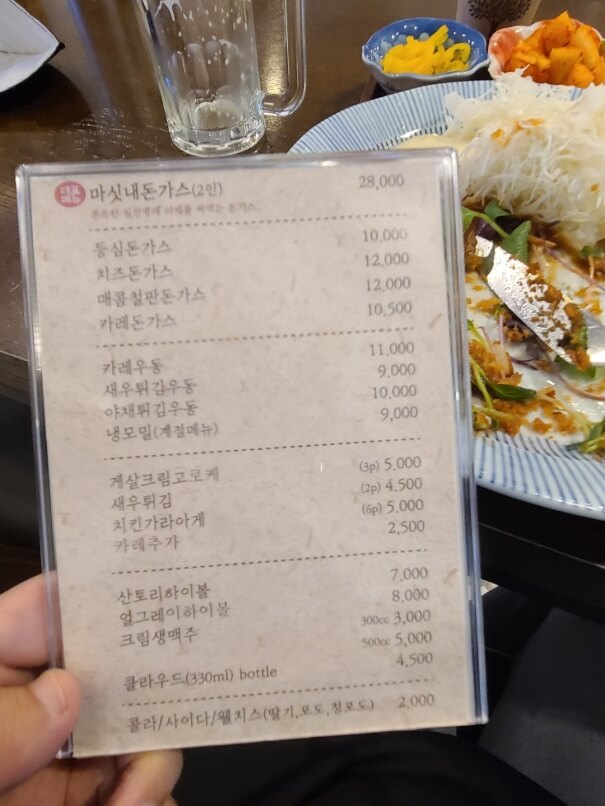 대표 메뉴 마싯내돈가스(2인) 28,000
쫀득한 일전병에 야채를 싸먹는 돈가스
등심돈가스 10,000
치즈돈가스 12,000
매콤철판돈가스 12,000
카레돈가스 10,500
카레우동 11,000
새우튀김우동 9,000
야채튀김우동 10,000
냉모밀(계절메뉴) 9,000
게살크림고로케 (3p) 5,000
새우튀김 (2p) 4,500
치킨가라아게 (6p) 5,000
카레추가 2,500
산토리하이볼 7,000
얼그레이하이볼 8,000
크림생맥주 300cc 3,000
500cc 5,000
클라우드(330ml) bottle 4,500
콜라/사이다/웰치스(딸기,포도,청포도) 2,000